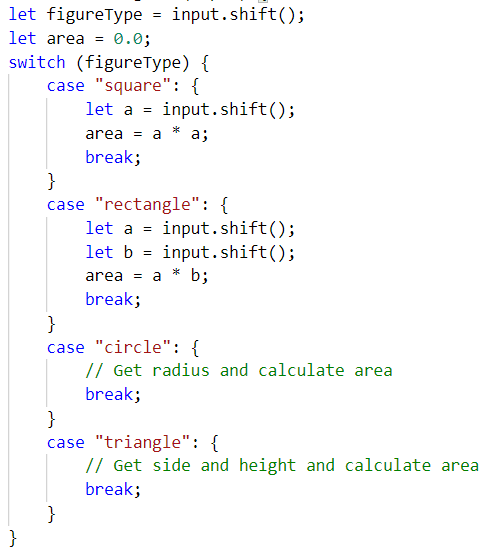 let figureType = input.shift();
let area = 0.0;
switch (figureType) {
    case "square": {
        let a = input.shift();
        area = a * a;
        break;
    }
    case "rectangle": {
        let a = input.shift();
        let b = input.shift();
        area = a * b;
        break;
    }
    case "circle": {
        // Get radius and calculate area
        break;
    }
    case "triangle": {
        // Get side and height and calculate area
        break;
    }
}